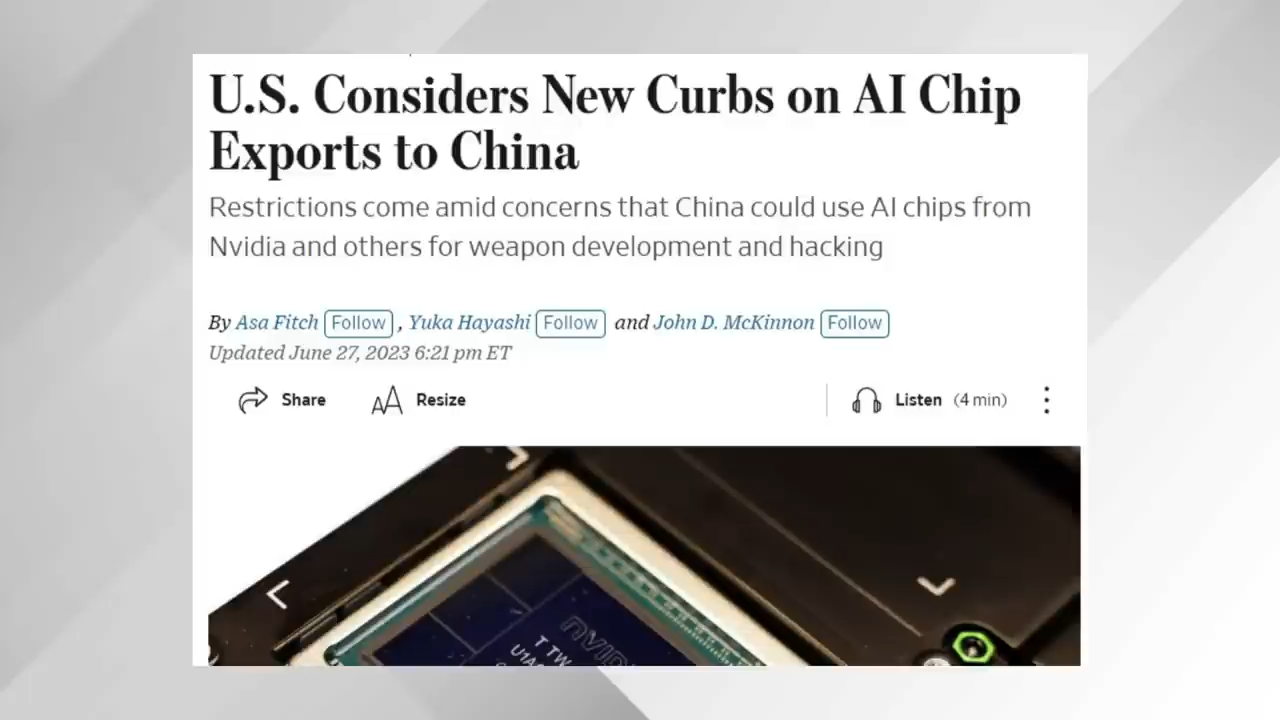 U.S. Considers New Curbs on AI Chip
Exports to China
Restrictions come amid concerns that China could use AI chips from
Nvidia and others for weapon development and hacking
By Asa Fitch Follow , Yuka Hayashi Follow and John D. McKinnon Follow
Updated June 27, 2023 6:21 pm ET
Share Resize Listen (4 min)